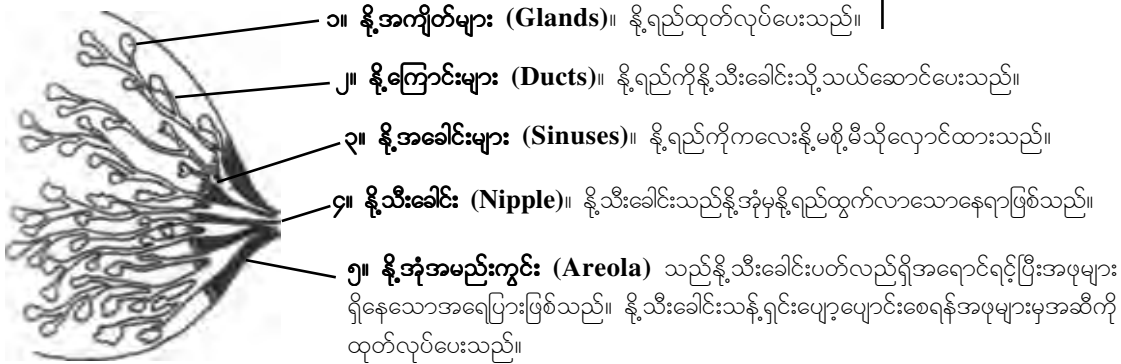 ၁။ နို့အကျိတ်များ (Glands)။ နို့ရည်ထုတ်လုပ်ပေးသည်။
၂။ နို့ကြောင်းများ (Ducts)။ နို့ရည်ကိုနို့သီးခေါင်းသို့သယ်ဆောင်ပေးသည်။
၃။ နို့အခေါင်းများ (Sinuses)။ နို့ရည်ကိုကလေးနို့မစို့မီသိုလှောင်ထားသည်။
၄။ နို့သီးခေါင်း (Nipple)။ နို့သီးခေါင်းသည်နို့အုံမှနို့ရည်ထွက်လာသောနေရာဖြစ်သည်။
၅။ နို့အုံအမည်းကွင်း (Areola) သည်နို့သီးခေါင်းပတ်လည်ရှိအရောင်ရင့်ပြီးအဖုများ
ရှိနေသောအရေပြားဖြစ်သည်။ နို့သီးခေါင်းသန့်ရှင်းပျော့ပျောင်းစေရန်အဖုများမှအဆီကို
ထုတ်လုပ်ပေးသည်။